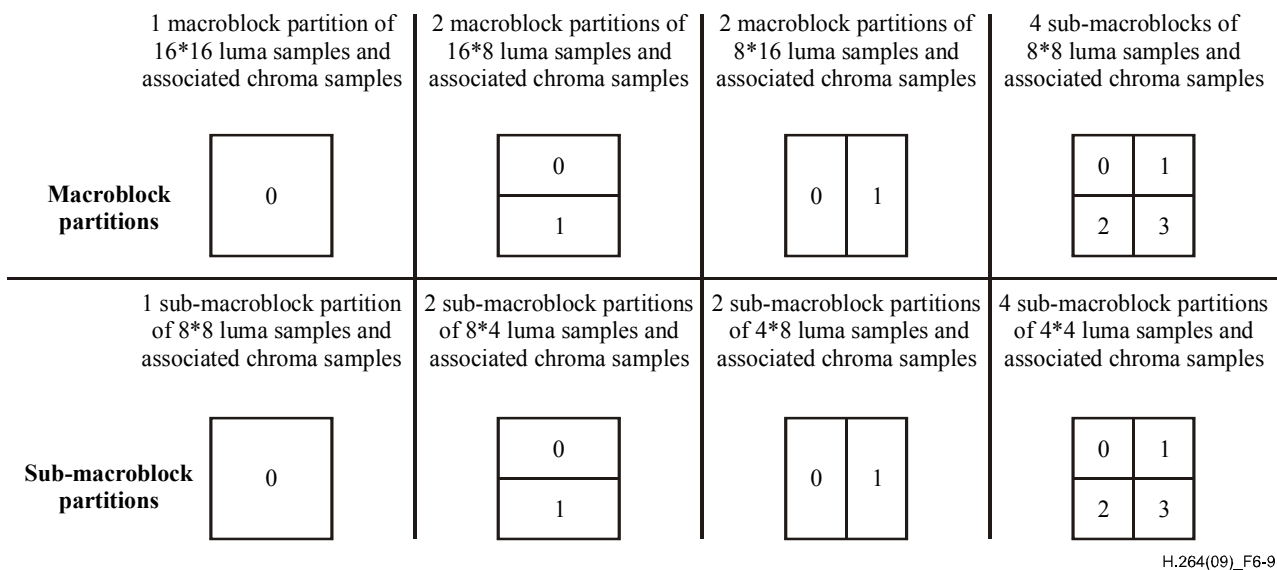 1 macroblock partition of
16*16 luma samples and
associated chroma samples
2 macroblock partitions of
16*8 luma samples and
associated chroma samples
2 macroblock partitions of
8*16 luma samples and
associated chroma samples
4 sub-macroblocks of
8*8 luma samples and
associated chroma samples
Macroblock
partitions
0
0
1
0 1
0 1
2 3
1 sub-macroblock partition
of 8*8 luma samples and
associated chroma samples
2 sub-macroblock partitions
of 8*4 luma samples and
associated chroma samples
2 sub-macroblock partitions
of 4*8 luma samples and
associated chroma samples
4 sub-macroblock partitions
of 4*4 luma samples and
associated chroma samples
Sub-macroblock
partitions
0
0
1
0 1
0 1
2 3
H.264(09)_F6-9